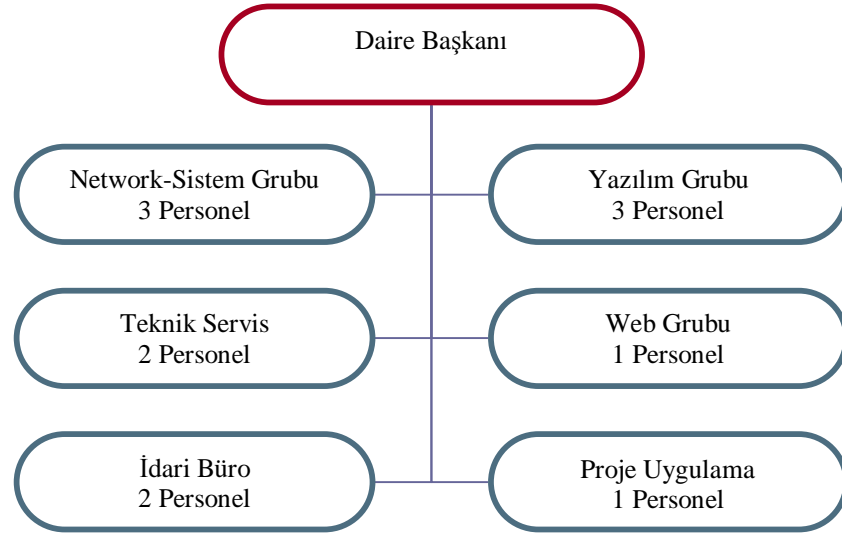 Daire Başkanı
Network-Sistem Grubu
3 Personel
Yazılım Grubu
3 Personel
Teknik Servis
2 Personel
Web Grubu
1 Personel
İdari Büro
2 Personel
Proje Uygulama
1 Personel